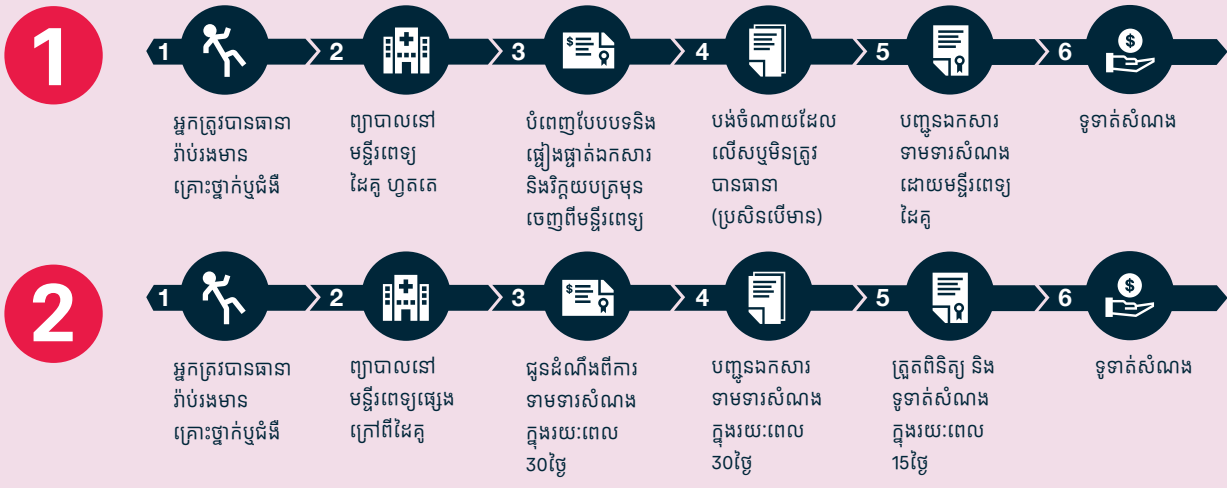 1
1
2
3
4
5
6
អ្នកត្រូវបានធានា
រ៉ាប់រងមាន
គ្រោះថ្នាក់ឬជំងឺ
ព្យាបាលនៅ
មន្ទីរពេទ្យ
ដៃគូ ហ្វតតេ
បំពេញបែបបទនិង
ផ្ទៀងផ្ទាត់ឯកសារ
និងវិក្កយបត្រមុន
ចេញពីមន្ទីរពេទ្យ
បង់ចំណាយដែល
លើសឬមិនត្រូវ
បានធានា
(ប្រសិនបើមាន)
បញ្ជូនឯកសារ
ទាមទារសំណង
ដោយមន្ទីរពេទ្យ
ដៃគូ
ទូទាត់សំណង
2
1
2
3
4
5
6
អ្នកត្រូវបានធានា
រ៉ាប់រងមាន
គ្រោះថ្នាក់ឬជំងឺ
ព្យាបាលនៅ
មន្ទីរពេទ្យផ្សេង
ក្រៅពីដៃគូ
ជូនដំណឹងពីការ
ទាមទារសំណង
ក្នុងរយៈពេល
30ថ្ងៃ
បញ្ជូនឯកសារ
ទាមទារសំណង
ក្នុងរយៈពេល
30ថ្ងៃ
ត្រួតពិនិត្យ និង
ទូទាត់សំណង
ក្នុងរយៈពេល
15ថ្ងៃ
ទូទាត់សំណង